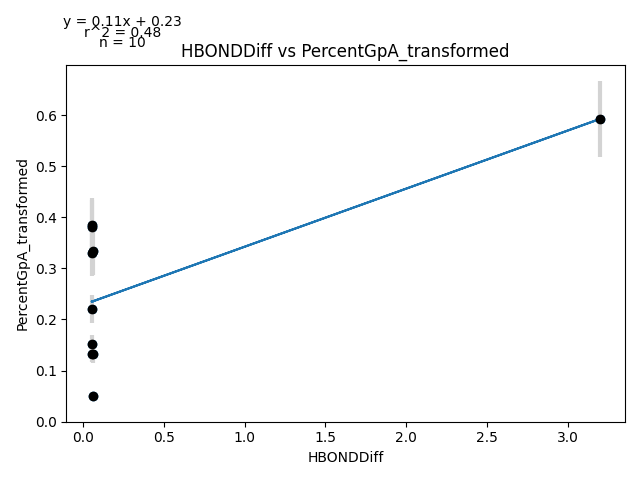 y = 0.11x + 0.23
r^2 = 0.48
n = 10
HBONDDiff vs PercentGpA_transformed
PercentGpA_transformed
0.6
0.5
0.4
0.3
0.2
0.1
0.0
0.0 0.5 1.0 1.5 2.0 2.5 3.0
HBONDDiff